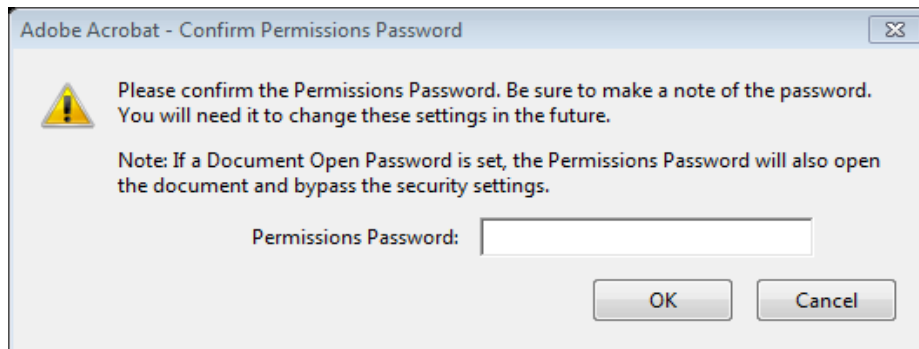 Adobe Acrobat - Confirm Permissions Password
Please confirm the Permissions Password. Be sure to make a note of the password.
You will need it to change these settings in the future.
Note: If a Document Open Password is set, the Permissions Password will also open
the document and bypass the security settings.
Permissions Password:
OK Cancel